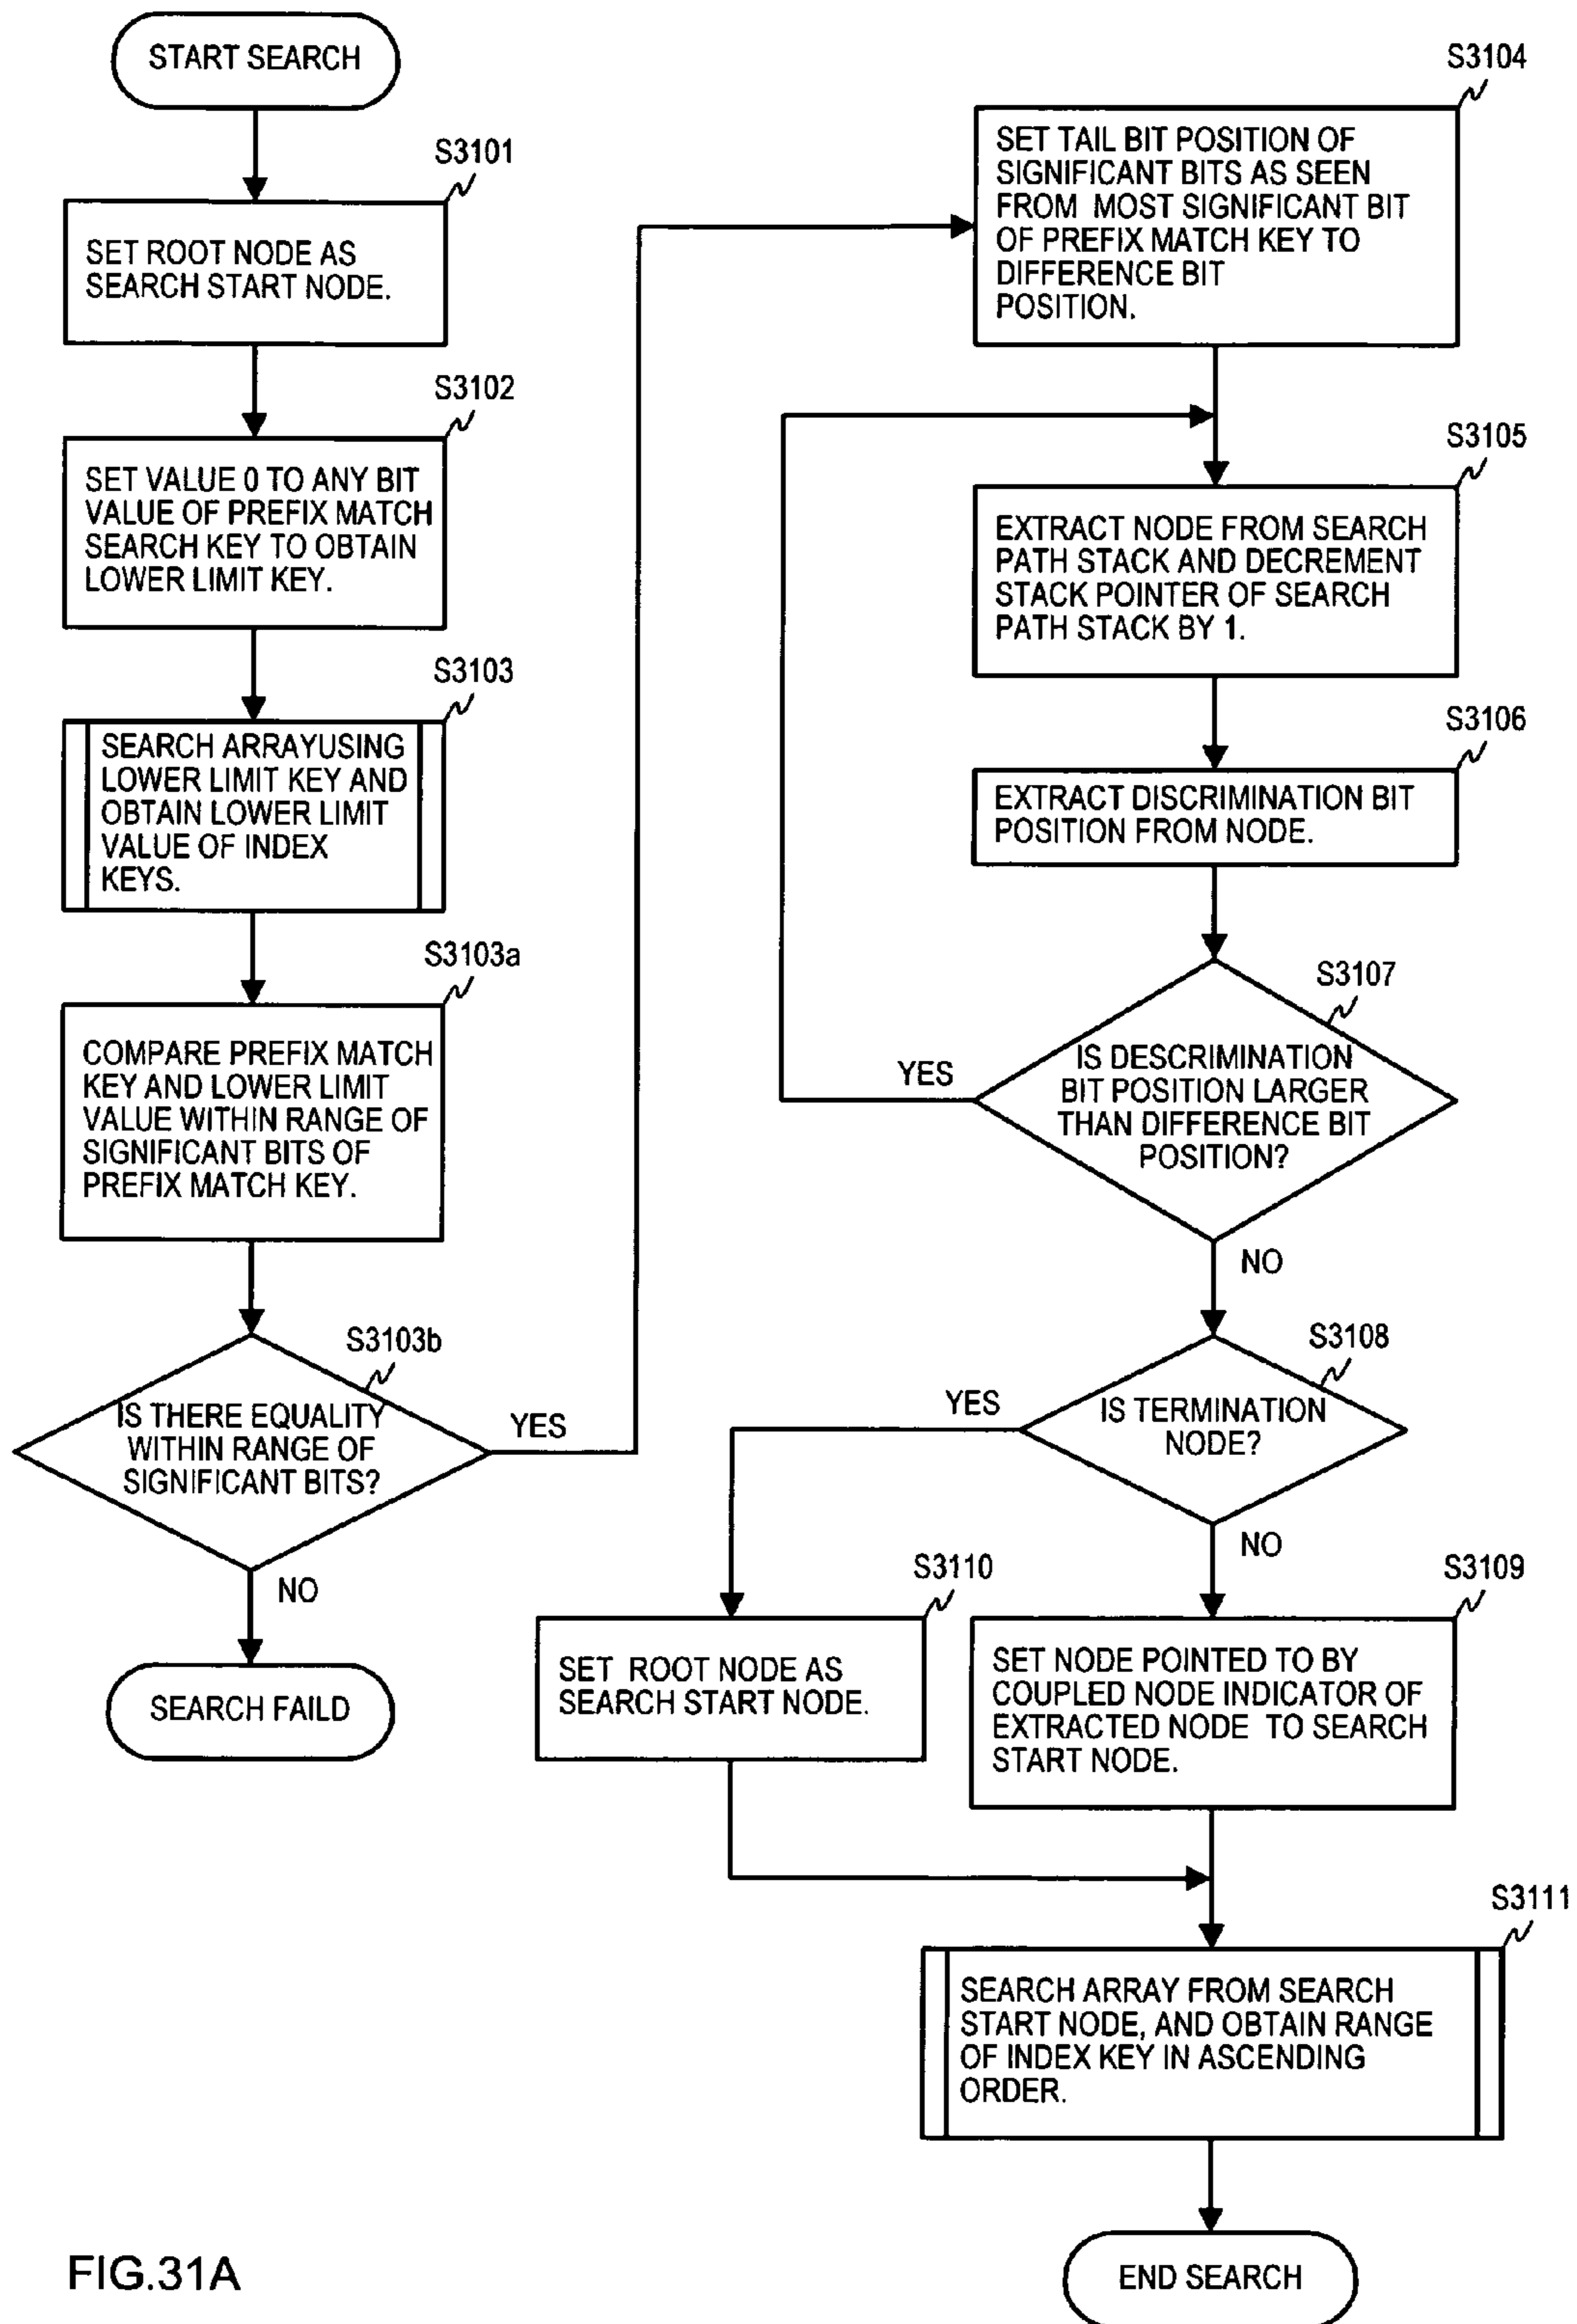 START SEARCH
S3101
SET ROOT NODE AS
SEARCH START NODE.
S3102
SET VALUE 0 TO ANY BIT
VALUE OF PREFIX MATCH
SEARCH KEY TO OBTAIN
LOWER LIMIT KEY.
S3103
SEARCH ARRAYUSING
LOWER LIMIT KEY AND
OBTAIN LOWER LIMIT
VALUE OF INDEX
KEYS.
S3103a
COMPARE PREFIX MATCH
KEY AND LOWER LIMIT
VALUE WITHIN RANGE OF
SIGNIFICANT BITS OF
PREFIX MATCH KEY.
S3103b
IS THERE EQUALITY
WITHIN RANGE OF
SIGNIFICANT BITS?
YES
NO
SEARCH FAILD
S3104
SET TAIL BIT POSITION OF
SIGNIFICANT BITS AS SEEN
FROM MOST SIGNIFICANT BIT
OF PREFIX MATCH KEY TO
DIFFERENCE BIT
POSITION.
S3105
EXTRACT NODE FROM SEARCH
PATH STACK AND DECREMENT
STACK POINTER OF SEARCH
PATH STACK BY 1.
S3106
EXTRACT DISCRIMINATION BIT
POSITION FROM NODE.
S3107
IS DESCRIMINATION
BIT POSITION LARGER
THAN DIFFERENCE BIT
POSITION?
YES
NO
S3108
IS TERMINATION
NODE?
YES
NO
S3110
SET ROOT NODE AS
SEARCH START NODE.
S3109
SET NODE POINTED TO BY
COUPLED NODE INDICATOR OF
EXTRACTED NODE TO SEARCH
START NODE.
S3111
SEARCH ARRAY FROM SEARCH
START NODE, AND OBTAIN RANGE
OF INDEX KEY IN ASCENDING
ORDER.
END SEARCH
FIG.31A